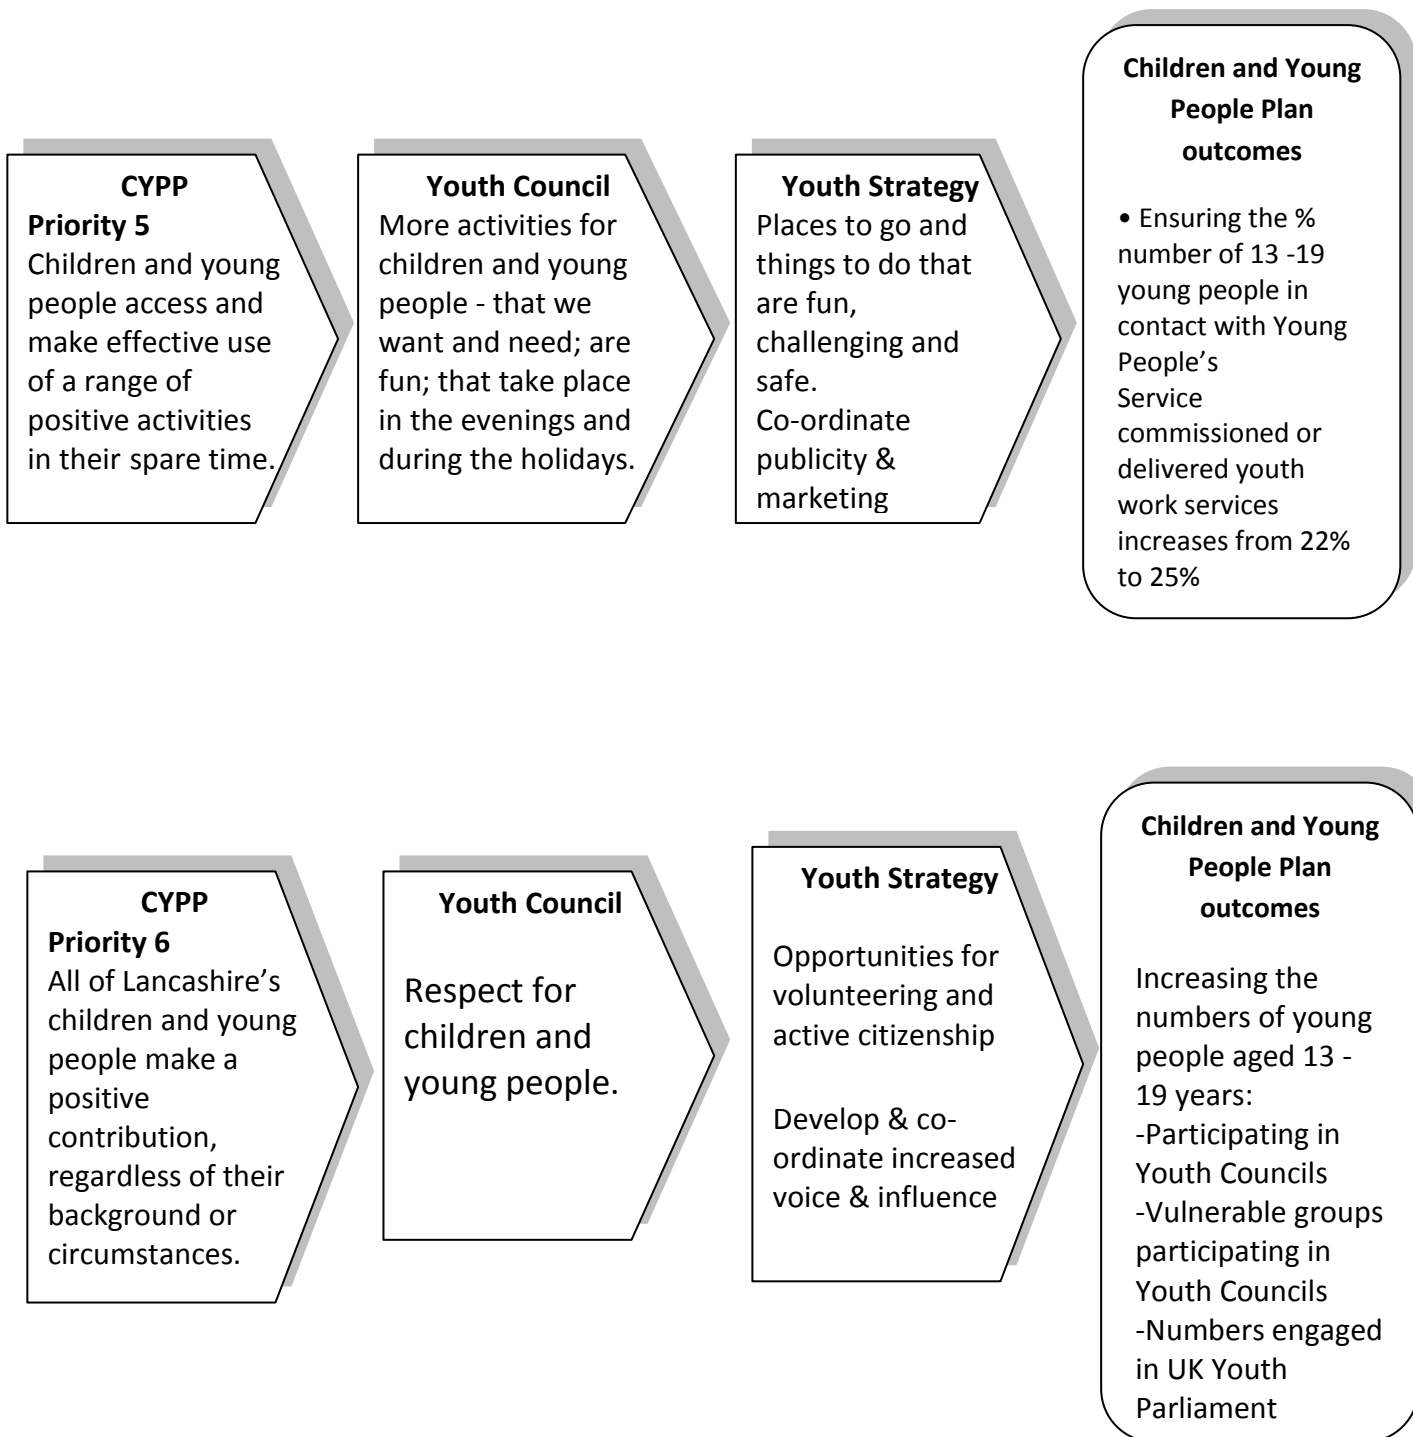 CYPP
Priority 5
Children and young
people access and
make effective use
of a range of
positive activities
in their spare time.
Youth Council
More activities for
children and young
people - that we
want and need; are
fun; that take place
in the evenings and
during the holidays.
Youth Strategy
Places to go and
things to do that
are fun,
challenging and
safe.
Co-ordinate
publicity &
marketing
Children and Young
People Plan
outcomes
• Ensuring the %
number of 13 -19
young people in
contact with Young
People’s
Service
commissioned or
delivered youth
work services
increases from 22%
to 25%
CYPP
Priority 6
All of Lancashire’s
children and young
people make a
positive
contribution,
regardless of their
background or
circumstances.
Youth Council
Respect for
children and
young people.
Youth Strategy
Opportunities for
volunteering and
active citizenship
Develop & co-
ordinate increased
voice & influence
Children and Young
People Plan
outcomes
Increasing the
numbers of young
people aged 13 -
19 years:
-Participating in
Youth Councils
-Vulnerable groups
participating in
Youth Councils
-Numbers engaged
in UK Youth
Parliament